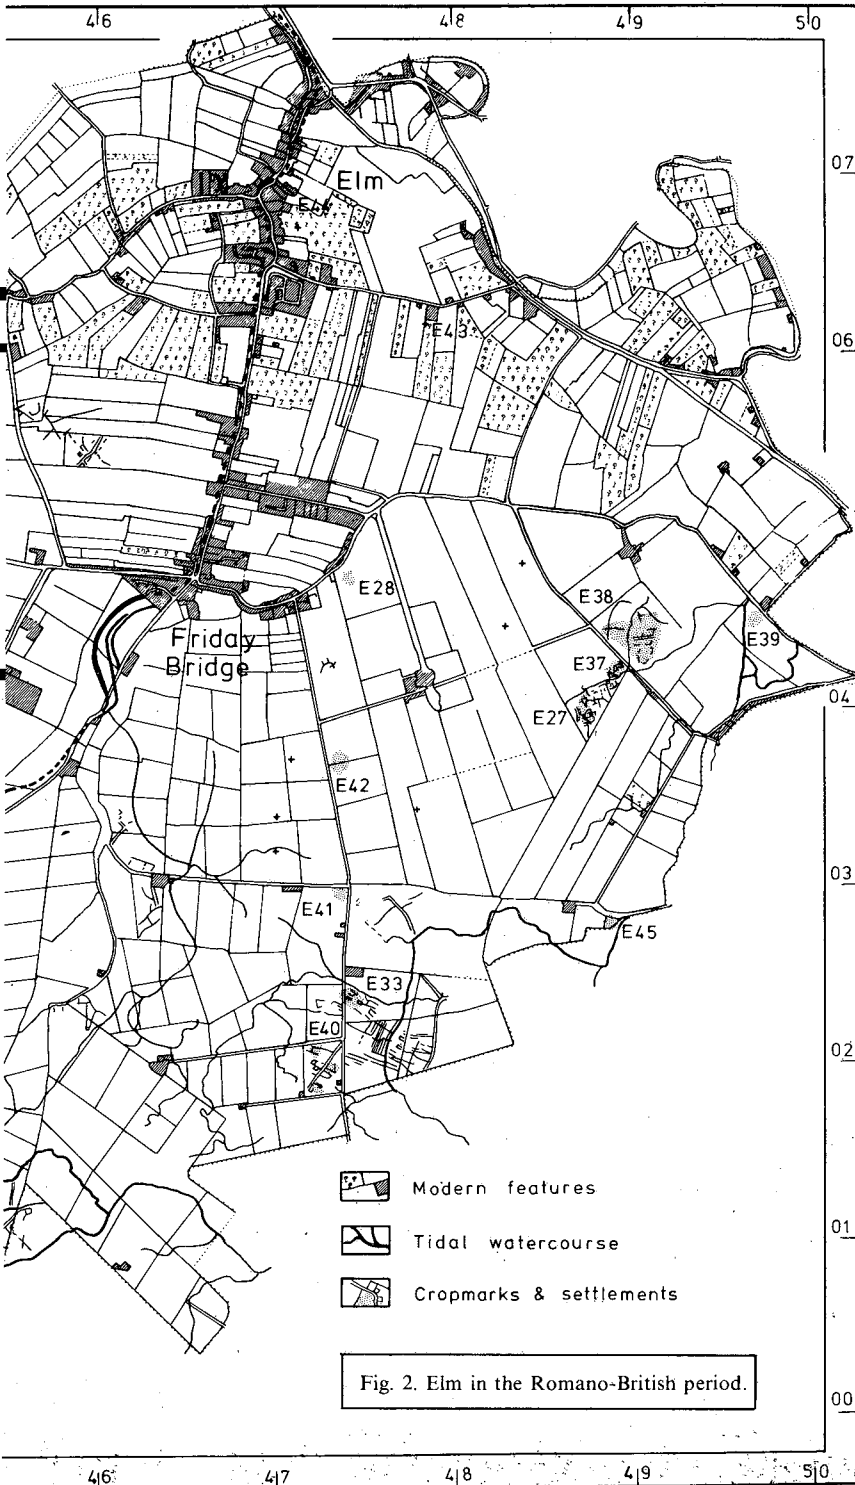 46 48 49 50
07
Elm
E44
E43
06
E28
E38
E39
Friday
Bridge
E37
04
E27
E42
03
E41
E45
E33
E40
02
Modern features
01
Tidal watercourse
Cropmarks & settlements
Fig. 2. Elm in the Romano-British period.
00
46 47 48 49 50